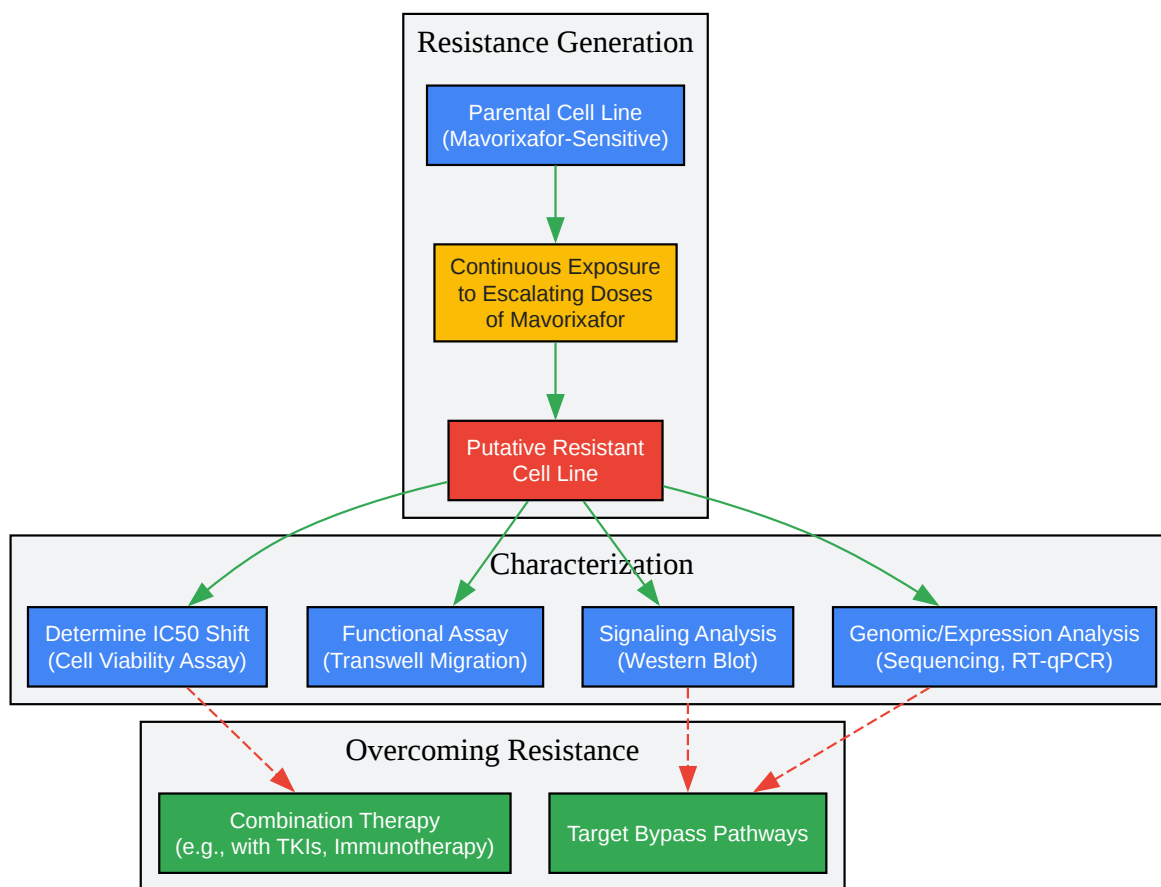 Resistance Generation
Parental Cell Line
(Mavorixafor-Sensitive)
Continuous Exposure
to Escalating Doses
of Mavorixafor
Putative Resistant
Cell Line
Characterization
Determine IC50 Shift
(Cell Viability Assay)
Functional Assay
(Transwell Migration)
Signaling Analysis
(Western Blot)
Genomic/Expression Analysis
(Sequencing, RT-qPCR)
Overcoming Resistance
Combination Therapy
(e.g., with TKIs, Immunotherapy)
Target Bypass Pathways